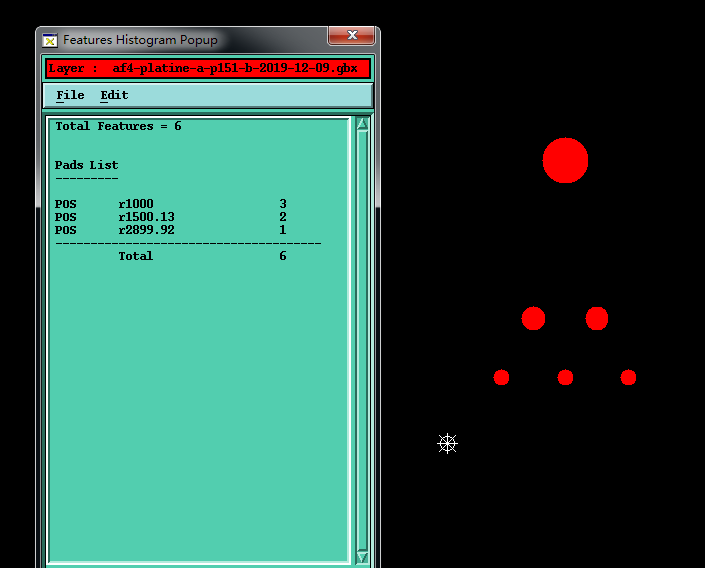 Features Histogram Popup
x
Layer :  af4-platine-a-p151-b-2019-12-09.gbx
File  Edit
Total Features = 6
Pads List
---------
POS      r1000                  3
POS      r1500.13               2
POS      r2899.92               1
--------------------------------------
         Total                  6